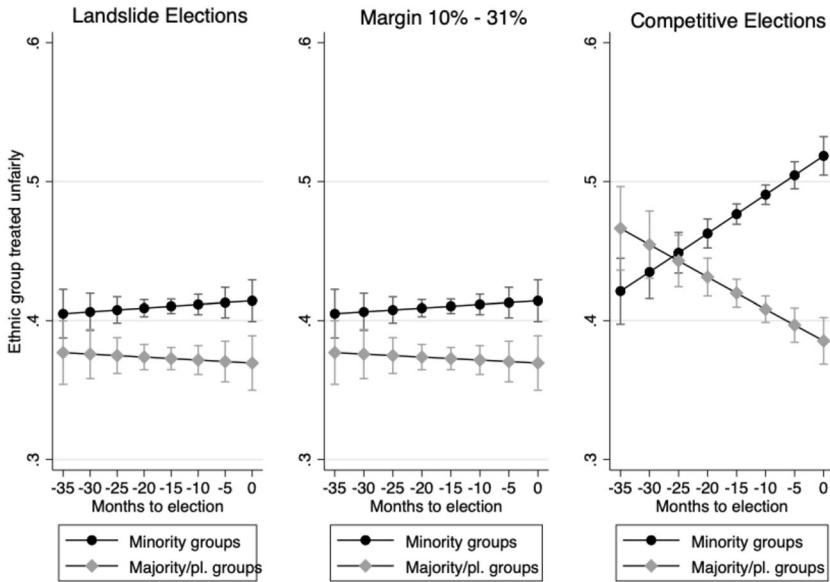 Landslide Elections
Margin 10% - 31%
Competitive Elections
Ethnic group treated unfairly
.6
.5
.4
.3
-35 -30 -25 -20 -15 -10 -5 0
Months to election
Minority groups
Majority/pl. groups
.6
.5
.4
.3
-35 -30 -25 -20 -15 -10 -5 0
Months to election
Minority groups
Majority/pl. groups
.6
.5
.4
.3
-35 -30 -25 -20 -15 -10 -5 0
Months to election
Minority groups
Majority/pl. groups